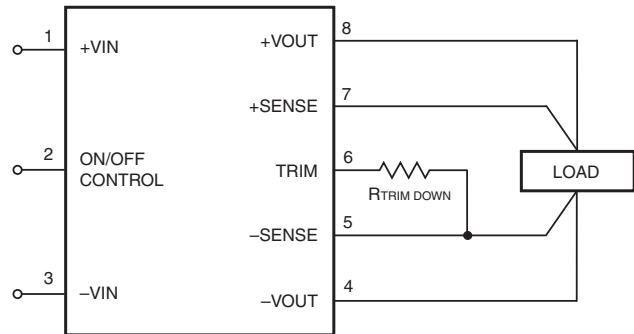 1
+VIN
2
ON/OFF
CONTROL
3
–VIN
+VOUT
8
+SENSE
7
TRIM
6
RTRIM DOWN
–SENSE
5
–VOUT
4
LOAD